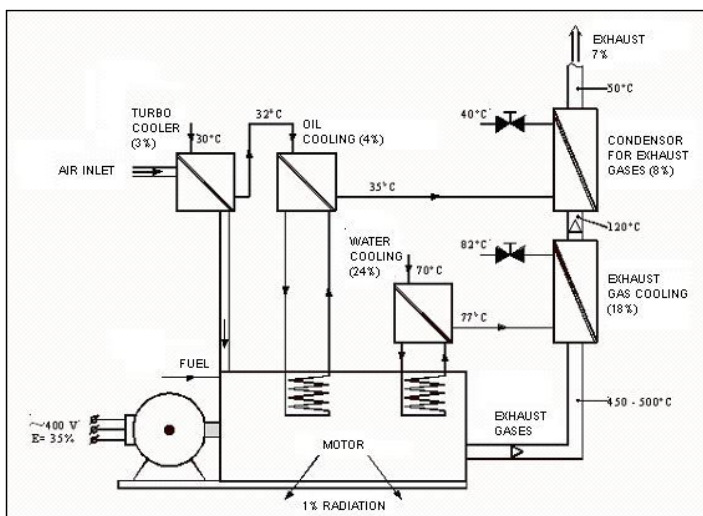 EXHAUST
7%
50°C
TURBO
COOLER
(3%)
30°C
32°C
OIL
COOLING (4%)
40°C
CONDENSOR
FOR EXHAUST
GASES (8%)
AIR INLET
35°C
120°C
WATER
COOLING
(24%)
70°C
82°C
EXHAUST
GAS COOLING
(18%)
77°C
FUEL
450 - 500°C
~400 V
E= 35%
MOTOR
EXHAUST
GASES
1% RADIATION